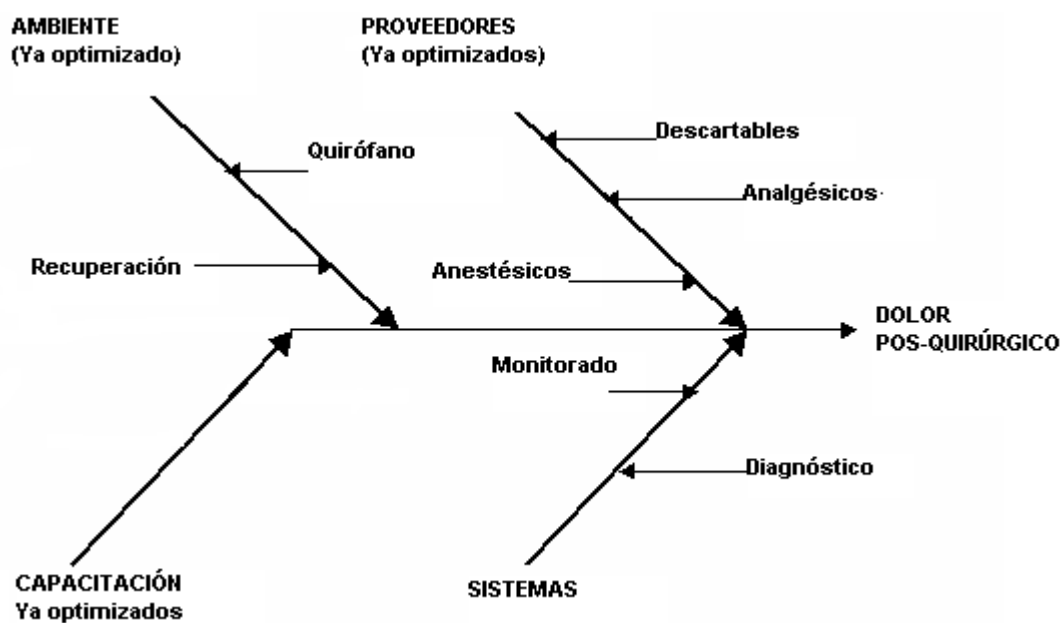 AMBIENTE
(Ya optimizado)
PROVEEDORES
(Ya optimizados)
Descartables
Quirófano
Analgésicos
Recuperación
Anestésicos
DOLOR
POS-QUIRÚRGICO
Monitorado
Diagnóstico
CAPACITACIÓN
Ya optimizados
SISTEMAS